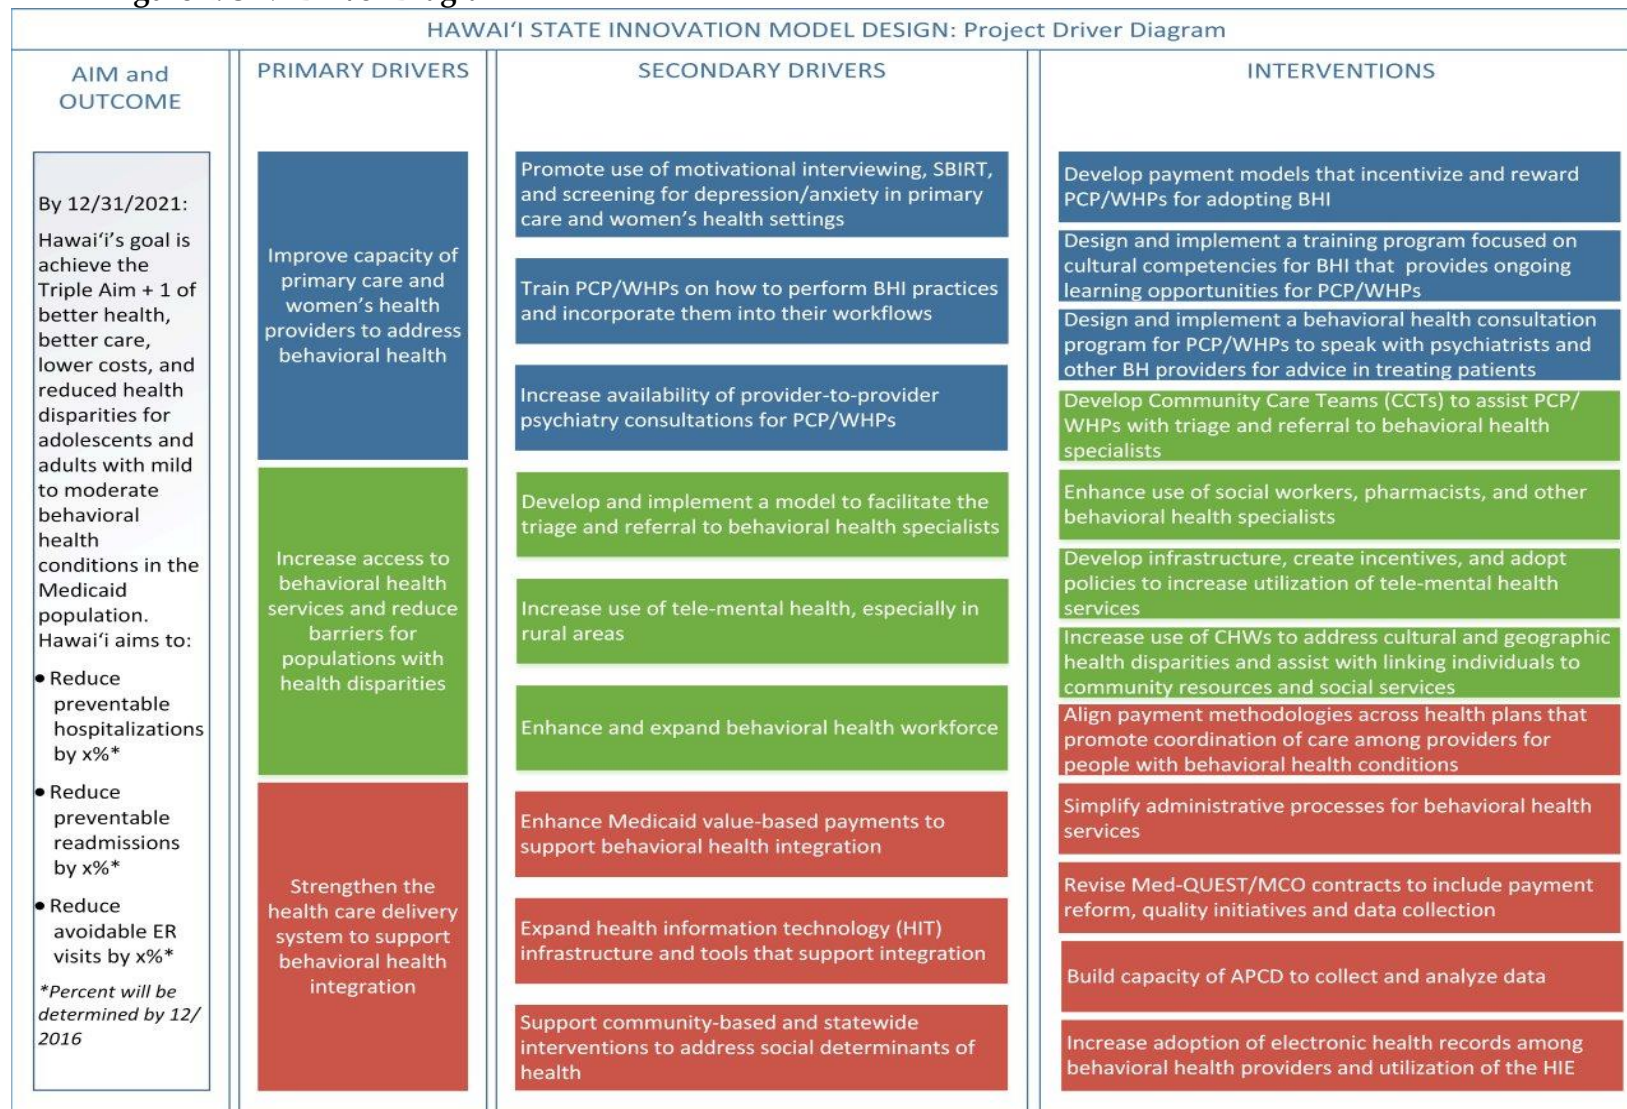 HAWAI‘I STATE INNOVATION MODEL DESIGN: Project Driver Diagram
AIM and
OUTCOME
By 12/31/2021:
Hawai‘i’s goal is
achieve the
Triple Aim + 1 of
better health,
better care,
lower costs, and
reduced health
disparities for
adolescents and
adults with mild
to moderate
behavioral
health
conditions in the
Medicaid
population.
Hawai‘i aims to:
• Reduce
preventable
hospitalizations
by x%*
• Reduce
preventable
readmissions
by x%*
• Reduce
avoidable ER
visits by x%*
*Percent will be
determined by 12/
2016
PRIMARY DRIVERS
Improve capacity of
primary care and
women’s health
providers to address
behavioral health
Increase access to
behavioral health
services and reduce
barriers for
populations with
health disparities
Strengthen the
health care delivery
system to support
behavioral health
integration
SECONDARY DRIVERS
Promote use of motivational interviewing, SBIRT,
and screening for depression/anxiety in primary
care and women’s health settings
Train PCP/WHPs on how to perform BHI practices
and incorporate them into their workflows
Increase availability of provider-to-provider
psychiatry consultations for PCP/WHPs
Develop and implement a model to facilitate the
triage and referral to behavioral health specialists
Increase use of tele-mental health, especially in
rural areas
Enhance and expand behavioral health workforce
Enhance Medicaid value-based payments to
support behavioral health integration
Expand health information technology (HIT)
infrastructure and tools that support integration
Support community-based and statewide
interventions to address social determinants of
health
INTERVENTIONS
Develop payment models that incentivize and reward
PCP/WHPs for adopting BHI
Design and implement a training program focused on
cultural competencies for BHI that provides ongoing
learning opportunities for PCP/WHPs
Design and implement a behavioral health consultation
program for PCP/WHPs to speak with psychiatrists and
other BH providers for advice in treating patients
Develop Community Care Teams (CCTs) to assist PCP/
WHPs with triage and referral to behavioral health
specialists
Enhance use of social workers, pharmacists, and other
behavioral health specialists
Develop infrastructure, create incentives, and adopt
policies to increase utilization of tele-mental health
services
Increase use of CHWs to address cultural and geographic
health disparities and assist with linking individuals to
community resources and social services
Align payment methodologies across health plans that
promote coordination of care among providers for
people with behavioral health conditions
Simplify administrative processes for behavioral health
services
Revise Med-QUEST/MCO contracts to include payment
reform, quality initiatives and data collection
Build capacity of APCD to collect and analyze data
Increase adoption of electronic health records among
behavioral health providers and utilization of the HIE